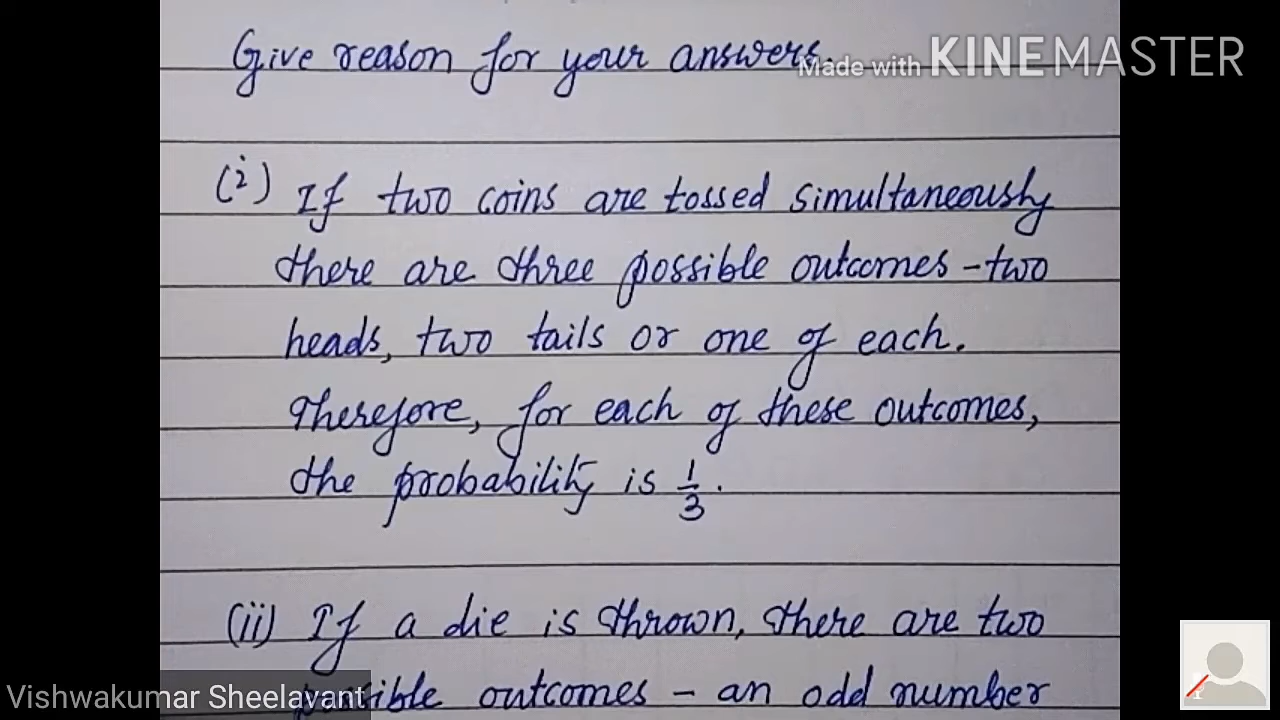 Give reason for your answers.
Made with KINEMASTER
(i) If two coins are tossed simultaneously
there are three possible outcomes - two
heads, two tails or one of each.
Therefore, for each of these outcomes,
the probability is 1/3.
(ii) If a die is thrown, there are two
possible outcomes - an odd number
Vishwakumar Sheelavant